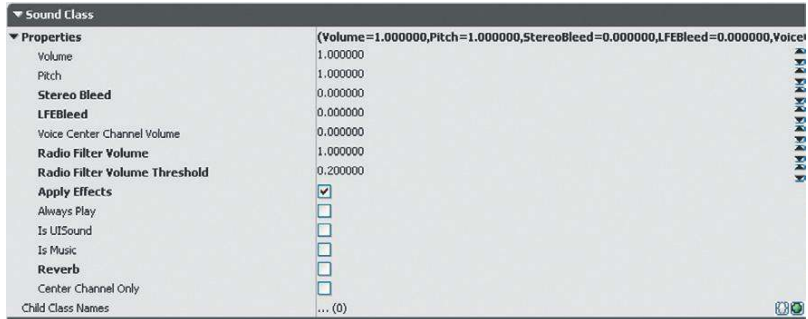 Sound Class
Properties (Volume=1.000000,Pitch=1.000000,StereoBleed=0.000000,LFEBleed=0.000000,Voice
Volume 1.000000
Pitch 1.000000
Stereo Bleed 0.000000
LFEBleed 0.000000
Voice Center Channel Volume 0.000000
Radio Filter Volume 1.000000
Radio Filter Volume Threshold 0.200000
Apply Effects
Always Play
Is UISound
Is Music
Reverb
Center Channel Only
Child Class Names ... (0)